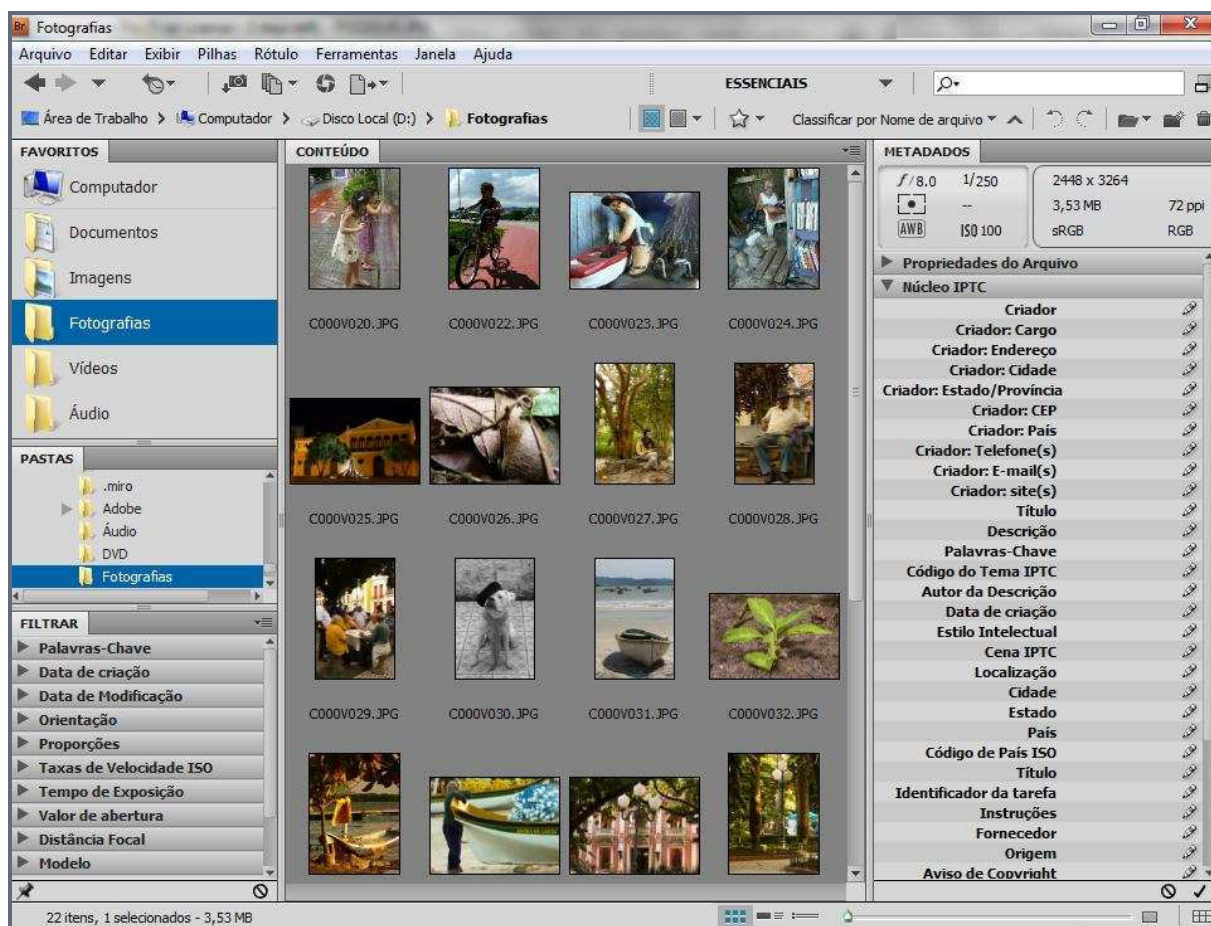 Br Fotografias
Arquivo Editar Exibir Pilhas Rótulo Ferramentas Janela Ajuda
ESSENCIAIS
Área de Trabalho > Computador > Disco Local (D:) > Fotografias
Classificar por Nome de arquivo
FAVORITOS
Computador
Documentos
Imagens
Fotografias
Vídeos
Áudio
PASTAS
.miro
Adobe
Áudio
DVD
Fotografias
FILTRAR
Palavras-Chave
Data de criação
Data de Modificação
Orientação
Proporções
Taxas de Velocidade ISO
Tempo de Exposição
Valor de abertura
Distância Focal
Modelo
CONTEÚDO
C000V020.JPG C000V022.JPG C000V023.JPG C000V024.JPG
C000V025.JPG C000V026.JPG C000V027.JPG C000V028.JPG
C000V029.JPG C000V030.JPG C000V031.JPG C000V032.JPG
METADADOS
f/8.0 1/250
--
AWB ISO 100
2448 x 3264
3,53 MB 72 ppi
sRGB RGB
Propriedades do Arquivo
Núcleo IPTC
Criador
Criador: Cargo
Criador: Endereço
Criador: Cidade
Criador: Estado/Província
Criador: CEP
Criador: País
Criador: Telefone(s)
Criador: E-mail(s)
Criador: site(s)
Título
Descrição
Palavras-Chave
Código do Tema IPTC
Autor da Descrição
Data de criação
Estilo Intelectual
Cena IPTC
Localização
Cidade
Estado
País
Código de País ISO
Título
Identificador da tarefa
Instruções
Fornecedor
Origem
Aviso de Copyright
22 itens, 1 selecionados - 3,53 MB